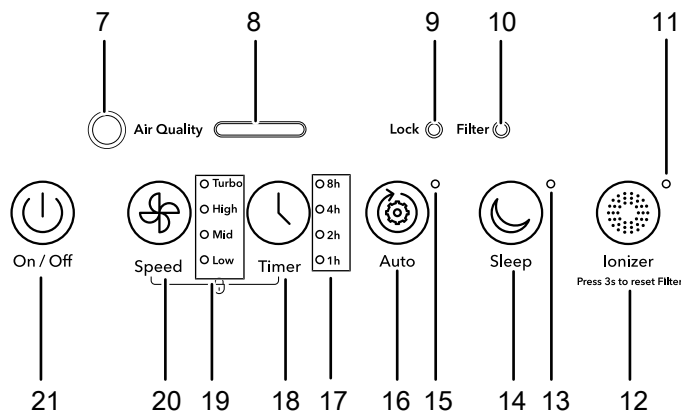 7 8 9 10 11
Air Quality Lock Filter
Turbo 8h
High 4h
Mid 2h
Low 1h
On / Off Speed Timer Auto Sleep Ionizer
Press 3s to reset Filter
21 20 19 18 17 16 15 14 13 12